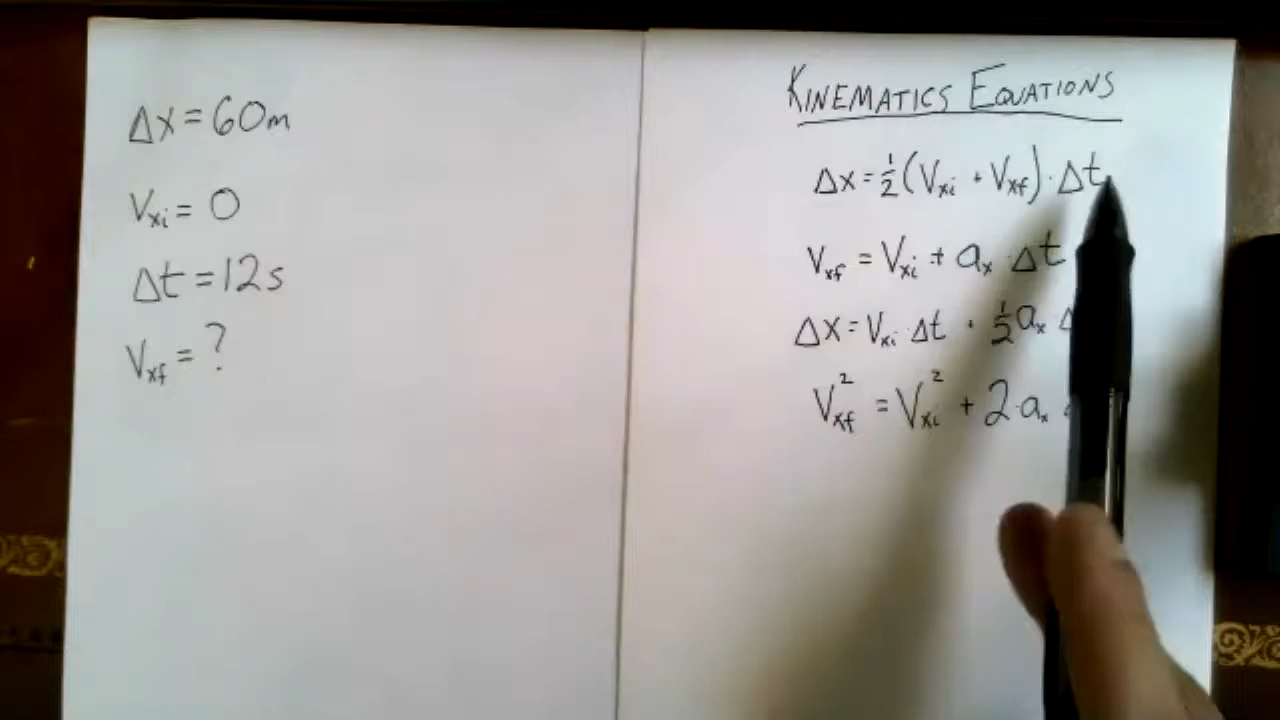 Δx = 60m
Vxi = 0
Δt = 12s
Vxf = ?
KINEMATICS EQUATIONS
Δx = ½(Vxi + Vxf) · Δt
Vxf = Vxi + ax · Δt
Δx = Vxi · Δt + ½ax · Δ
Vxf² = Vxi² + 2 · ax ·